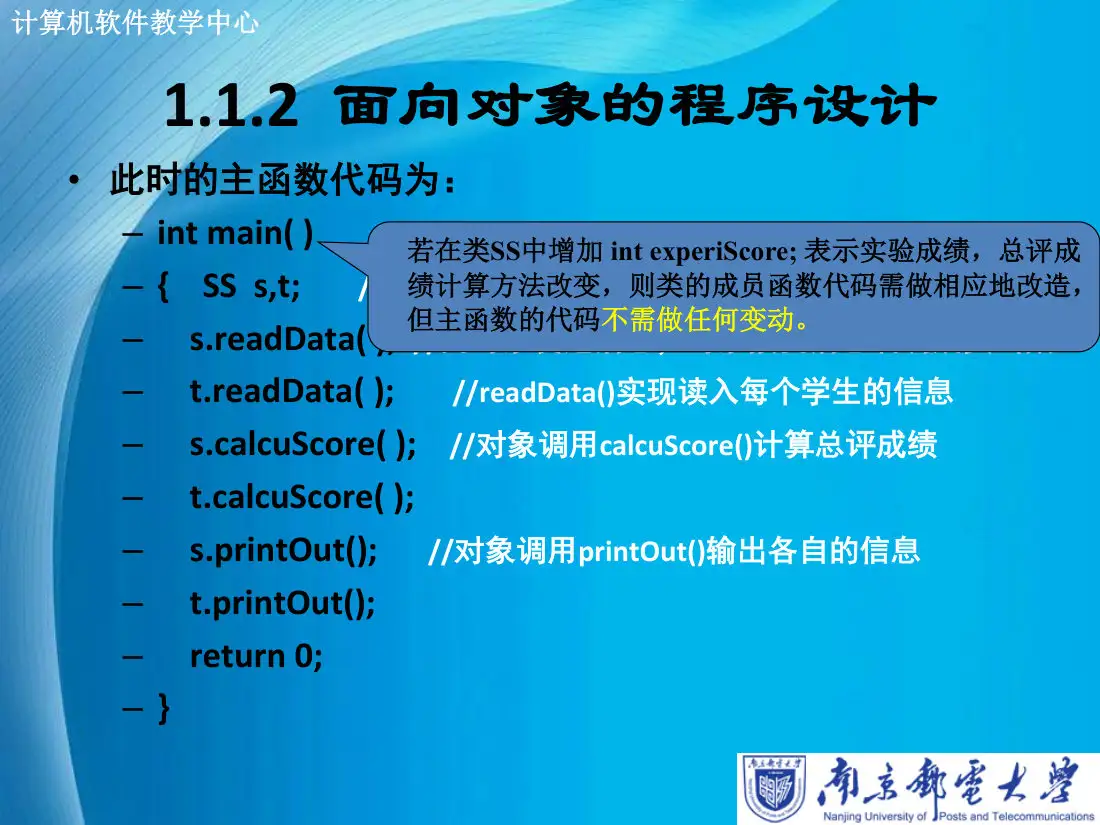 计算机软件教学中心
1.1.2 面向对象的程序设计
• 此时的主函数代码为：
– int main( )
若在类SS中增加 int experiScore; 表示实验成绩，总评成
绩计算方法改变，则类的成员函数代码需做相应地改造，
但主函数的代码不需做任何变动。
– { SS s,t;
– s.readData(
– t.readData( ); //readData()实现读入每个学生的信息
– s.calcuScore( ); //对象调用calcuScore()计算总评成绩
– t.calcuScore( );
– s.printOut(); //对象调用printOut()输出各自的信息
– t.printOut();
– return 0;
– }
南京邮电大学
南京郵電大學
Nanjing University of Posts and Telecommunications